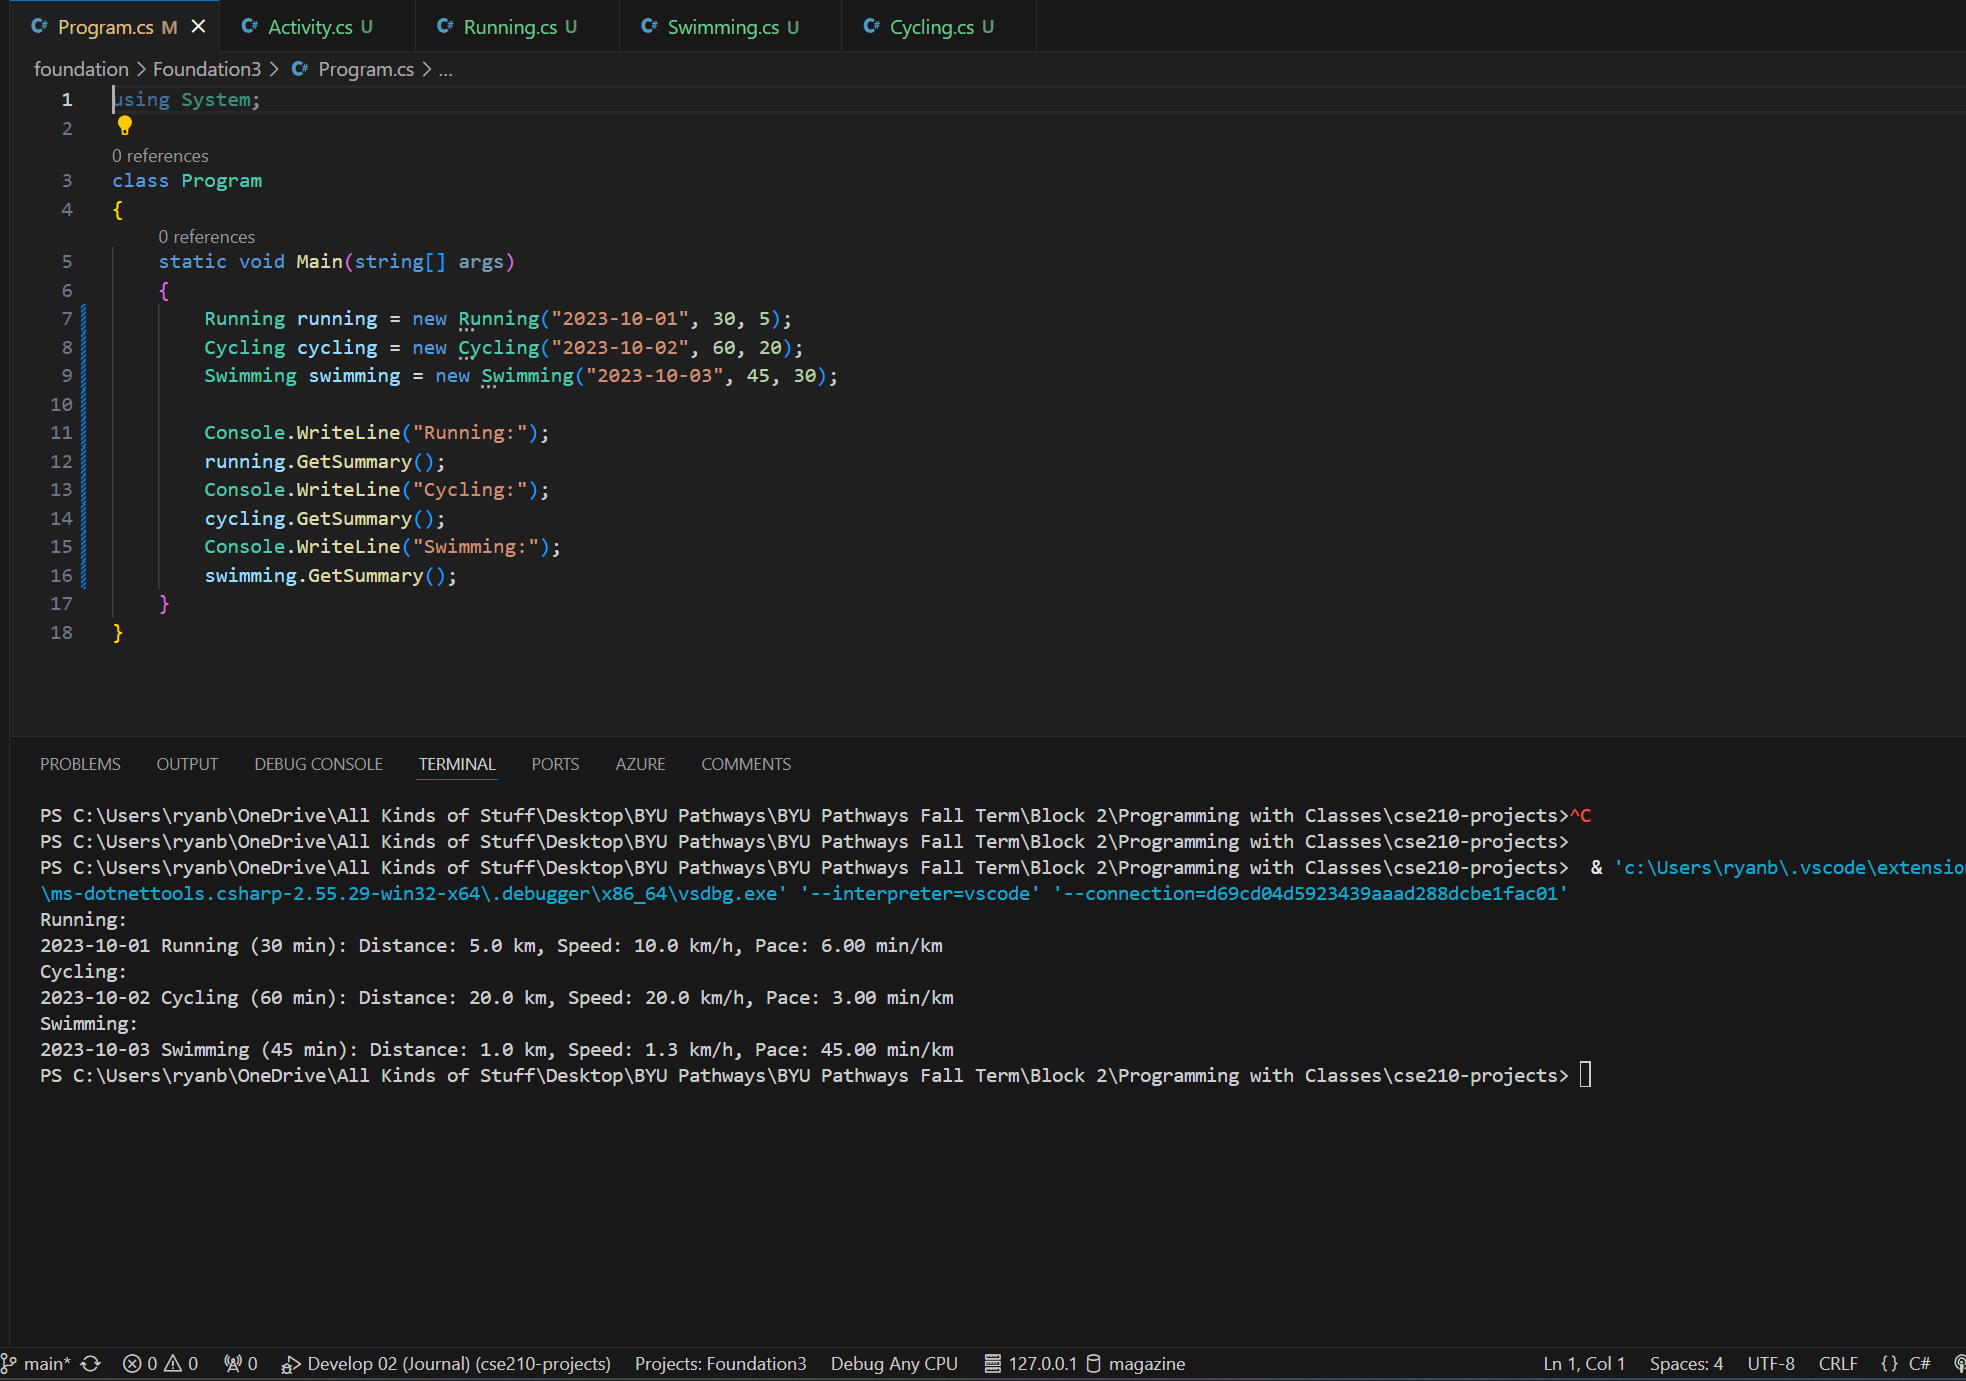 Program.cs M
Activity.cs U
Running.cs U
Swimming.cs U
Cycling.cs U
foundation > Foundation3 > Program.cs > ...
1 using System;
2
0 references
3 class Program
4 {
0 references
5 static void Main(string[] args)
6 {
7 Running running = new Running("2023-10-01", 30, 5);
8 Cycling cycling = new Cycling("2023-10-02", 60, 20);
9 Swimming swimming = new Swimming("2023-10-03", 45, 30);
10
11 Console.WriteLine("Running:");
12 running.GetSummary();
13 Console.WriteLine("Cycling:");
14 cycling.GetSummary();
15 Console.WriteLine("Swimming:");
16 swimming.GetSummary();
17 }
18 }
PROBLEMS OUTPUT DEBUG CONSOLE TERMINAL PORTS AZURE COMMENTS
PS C:\Users\ryanb\OneDrive\All Kinds of Stuff\Desktop\BYU Pathways\BYU Pathways Fall Term\Block 2\Programming with Classes\cse210-projects>^C
PS C:\Users\ryanb\OneDrive\All Kinds of Stuff\Desktop\BYU Pathways\BYU Pathways Fall Term\Block 2\Programming with Classes\cse210-projects>
PS C:\Users\ryanb\OneDrive\All Kinds of Stuff\Desktop\BYU Pathways\BYU Pathways Fall Term\Block 2\Programming with Classes\cse210-projects> & 'c:\Users\ryanb\.vscode\extension
\ms-dotnettools.csharp-2.55.29-win32-x64\.debugger\x86_64\vsdbg.exe' '--interpreter=vscode' '--connection=d69cd04d5923439aaad288dcbe1fac01'
Running:
2023-10-01 Running (30 min): Distance: 5.0 km, Speed: 10.0 km/h, Pace: 6.00 min/km
Cycling:
2023-10-02 Cycling (60 min): Distance: 20.0 km, Speed: 20.0 km/h, Pace: 3.00 min/km
Swimming:
2023-10-03 Swimming (45 min): Distance: 1.0 km, Speed: 1.3 km/h, Pace: 45.00 min/km
PS C:\Users\ryanb\OneDrive\All Kinds of Stuff\Desktop\BYU Pathways\BYU Pathways Fall Term\Block 2\Programming with Classes\cse210-projects>
main* 0 0 0 Develop 02 (Journal) (cse210-projects) Projects: Foundation3 Debug Any CPU 127.0.0.1 magazine Ln 1, Col 1 Spaces: 4 UTF-8 CRLF {} C#